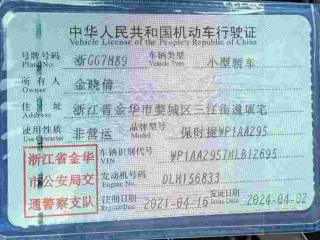 中华人民共和国机动车行驶证
Vehicle License of the People's Republic of China
号牌号码 浙GG7H89 车辆类型 小型轿车
Plate No. Vehicle Type
所有人 金晓倩
Owner
住址 浙江省金华市婺城区三江街道项宅
Address
使用性质 非营运 品牌型号 保时捷WP1AA295
Use Character Model
浙江省金华 车辆识别代号 WP1AA2957MLB12695
VIN
市公安局交 发动机号码 DLH156833
Engine No.
通警察支队 注册日期 2021-04-16 发证日期 2024-04-02
Register Date Issue Date